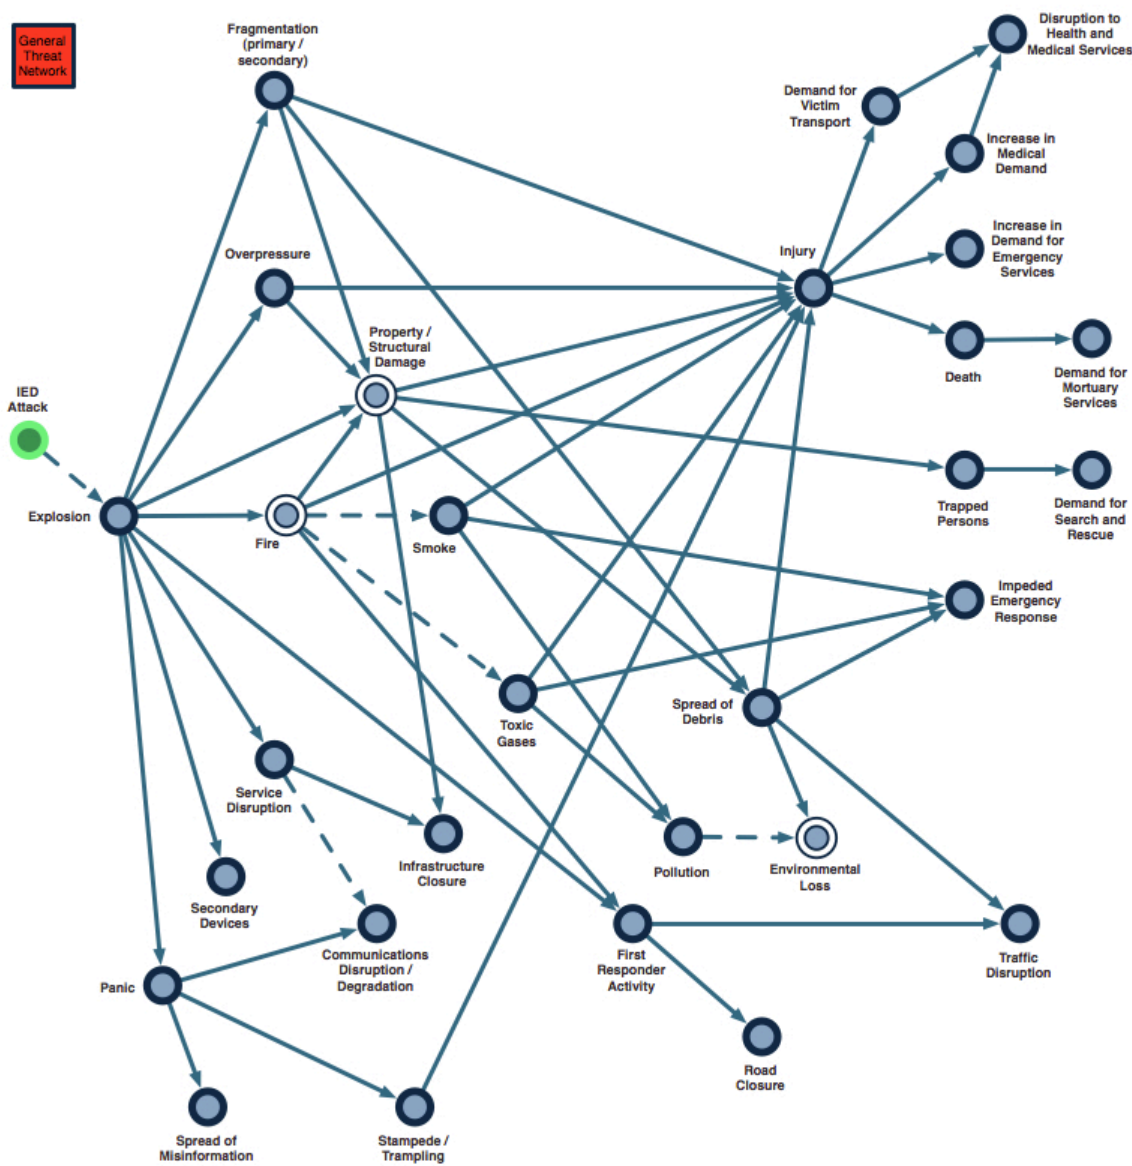 General
Threat
Network
Fragmentation
(primary /
secondary)
Disruption to
Health and
Medical Services
Demand for
Victim
Transport
Increase in
Medical
Demand
Overpressure
Injury
Increase in
Demand for
Emergency
Services
Property /
Structural
Damage
Death
Demand for
Mortuary
Services
IED
Attack
Explosion
Fire
Smoke
Trapped
Persons
Demand for
Search and
Rescue
Impeded
Emergency
Response
Toxic
Gases
Spread of
Debris
Service
Disruption
Infrastructure
Closure
Pollution
Environmental
Loss
Secondary
Devices
Communications
Disruption /
Degradation
First
Responder
Activity
Traffic
Disruption
Panic
Road
Closure
Spread of
Misinformation
Stampede /
Trampling